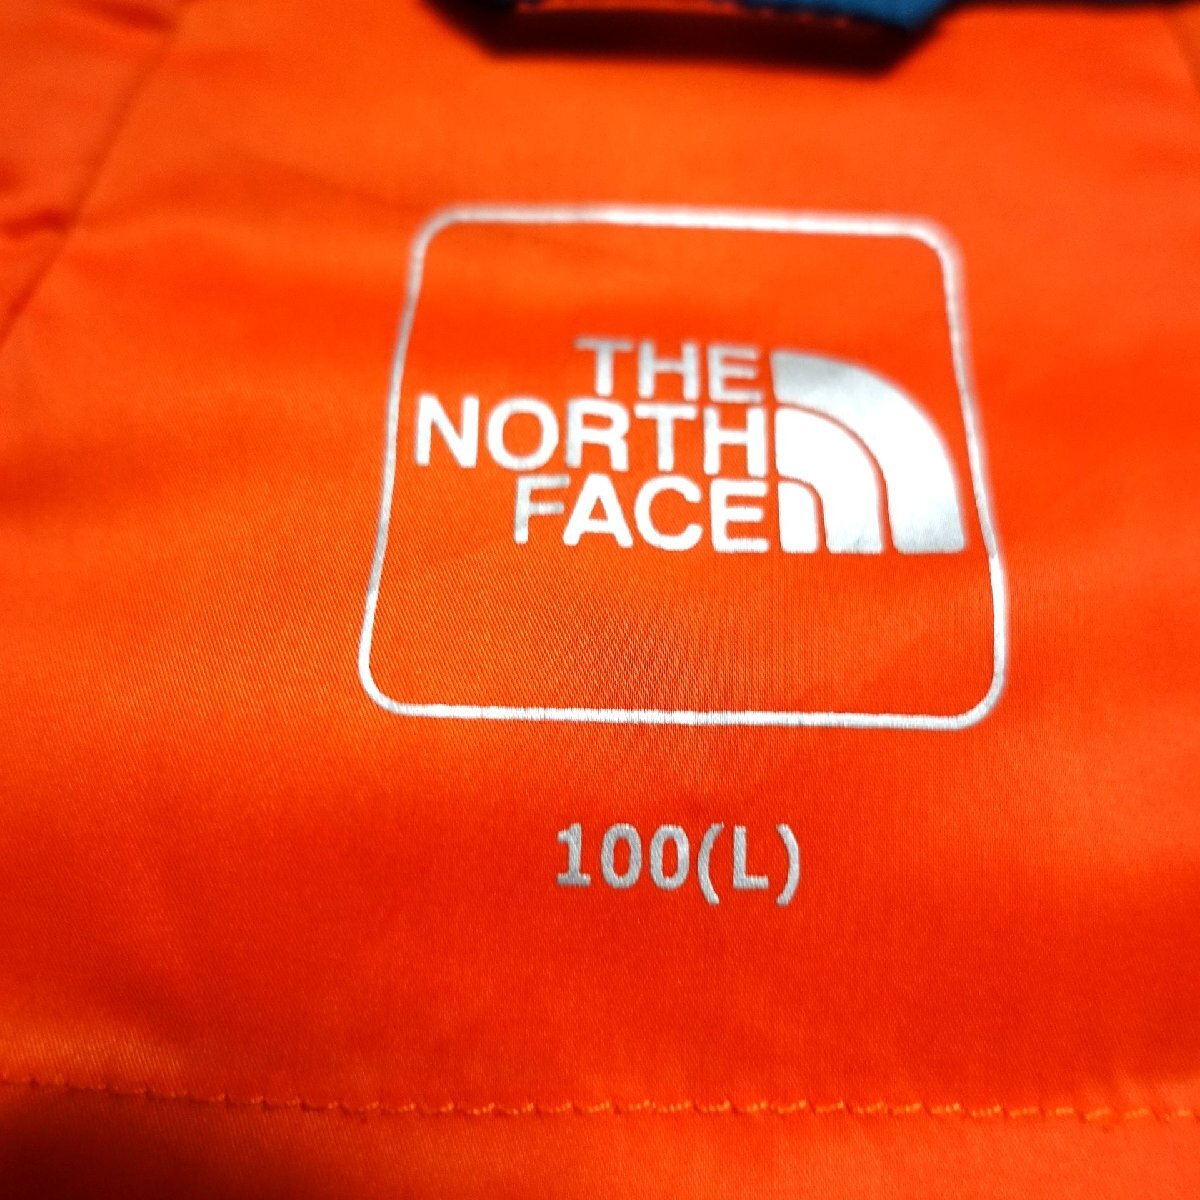 THE
NORTH
FACE
100(L)